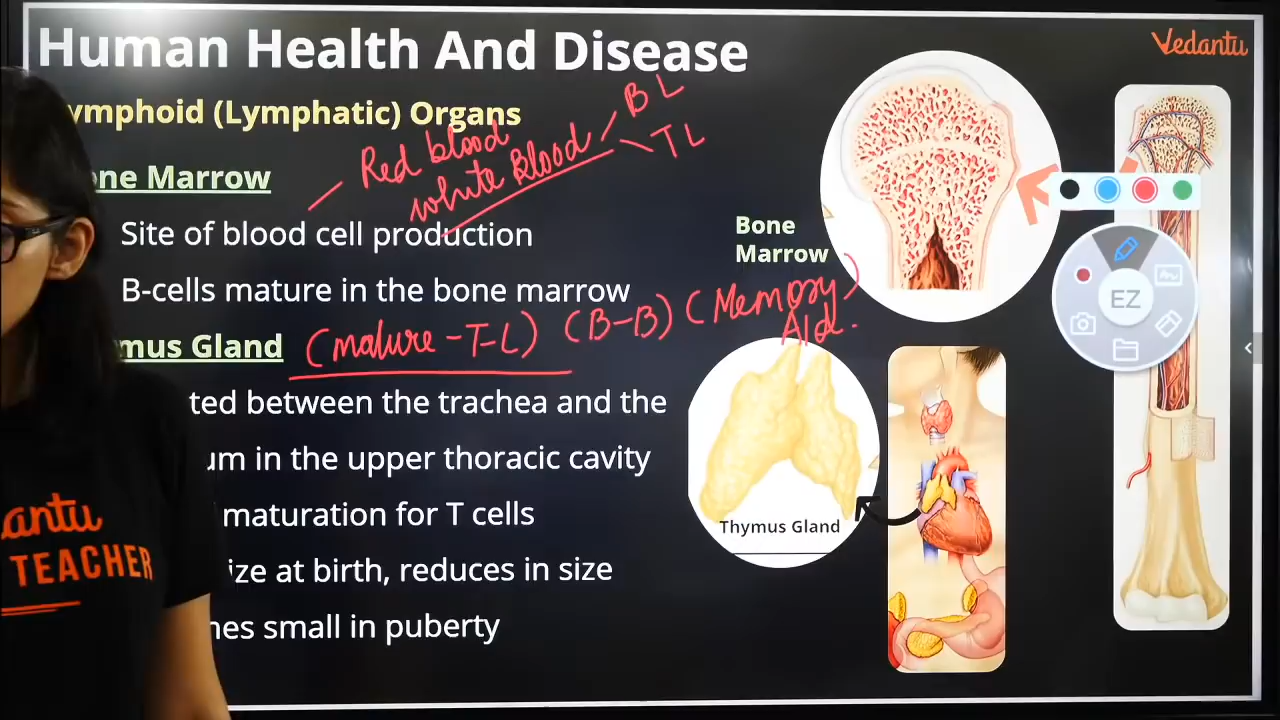 Human Health And Disease
Vedantu
ymphoid (Lymphatic) Organs
BL
TL
Red blood
white Blood
one Marrow
Site of blood cell production
Bone
Marrow
B-cells mature in the bone marrow
EZ
mus Gland (mature-T-L) (B-B) (Memory)
Aid.
ted between the trachea and the
um in the upper thoracic cavity
maturation for T cells
Thymus Gland
ize at birth, reduces in size
nes small in puberty
antu
TEACHER